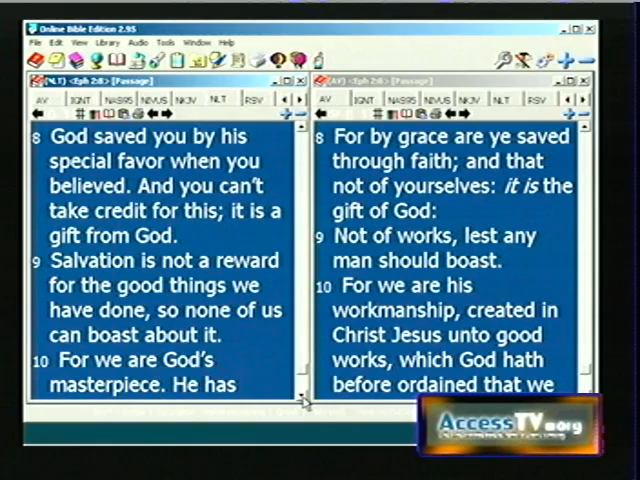 Online Bible Edition 2.95
File Edit View Library Audio Tools Window Help
(NLT) <Eph 2:8> [Passage]
AV IGNT NAS95 NIVUS NKJV NLT RSV
8 God saved you by his
special favor when you
believed. And you can't
take credit for this; it is a
gift from God.
9 Salvation is not a reward
for the good things we
have done, so none of us
can boast about it.
10 For we are God's
masterpiece. He has
(AV) <Eph 2:8> [Passage]
AV IGNT NAS95 NIVUS NKJV NLT RSV
8 For by grace are ye saved
through faith; and that
not of yourselves: it is the
gift of God:
9 Not of works, lest any
man should boast.
10 For we are his
workmanship, created in
Christ Jesus unto good
works, which God hath
before ordained that we
AccessTV.org